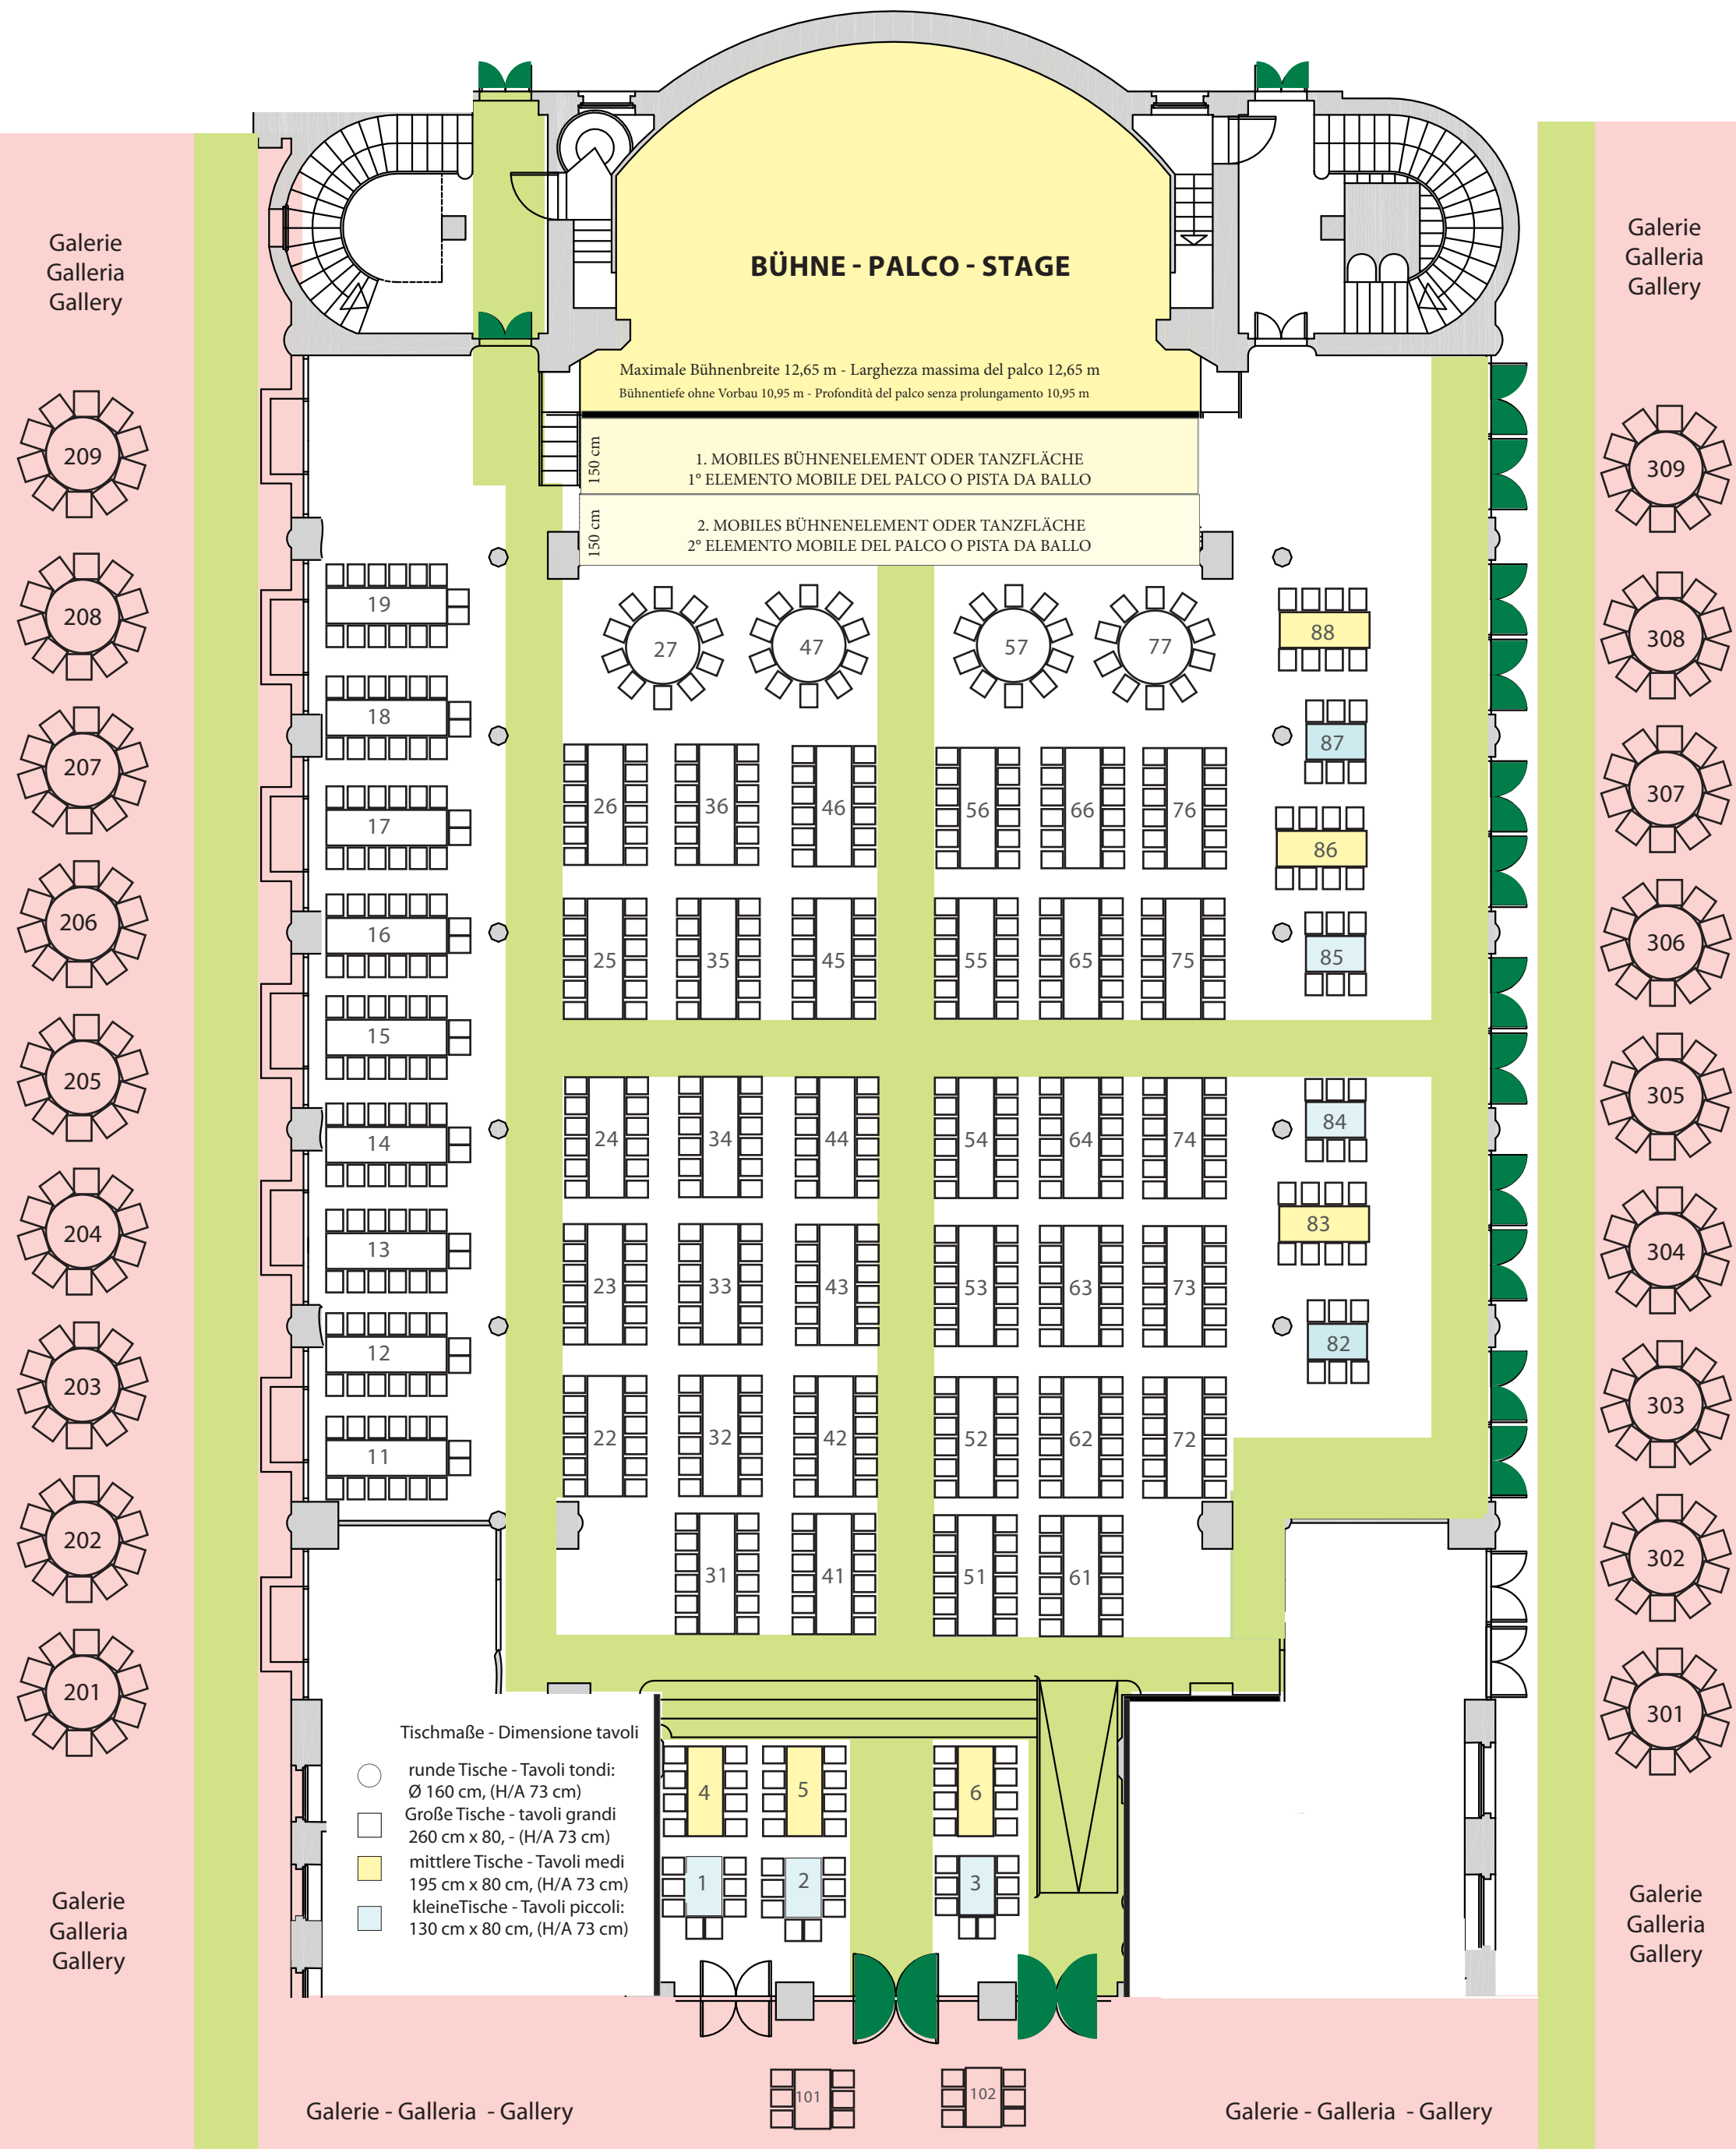 BÜHNE - PALCO - STAGE
Galerie
Galleria
Gallery
Galerie
Galleria
Gallery
Maximale Bühnenbreite 12,65 m - Larghezza massima del palco 12,65 m
Bühnentiefe ohne Vorbau 10,95 m - Profondità del palco senza prolungamento 10,95 m
150 cm
1. MOBILES BÜHNENELEMENT ODER TANZFLÄCHE
1° ELEMENTO MOBILE DEL PALCO O PISTA DA BALLO
150 cm
2. MOBILES BÜHNENELEMENT ODER TANZFLÄCHE
2° ELEMENTO MOBILE DEL PALCO O PISTA DA BALLO
209
208
207
206
205
204
203
202
201
19
18
17
16
15
14
13
12
11
27 47 57 77
26 36 46 56 66 76
25 35 45 55 65 75
24 34 44 54 64 74
23 33 43 53 63 73
22 32 42 52 62 72
31 41 51 61
88
87
86
85
84
83
82
309
308
307
306
305
304
303
302
301
Tischmaße - Dimensione tavoli
runde Tische - Tavoli tondi:
Ø 160 cm, (H/A 73 cm)
Große Tische - tavoli grandi
260 cm x 80, - (H/A 73 cm)
mittlere Tische - Tavoli medi
195 cm x 80 cm, (H/A 73 cm)
kleineTische - Tavoli piccoli:
130 cm x 80 cm, (H/A 73 cm)
4 5 6
1 2 3
Galerie
Galleria
Gallery
Galerie
Galleria
Gallery
101 102
Galerie - Galleria - Gallery
Galerie - Galleria - Gallery